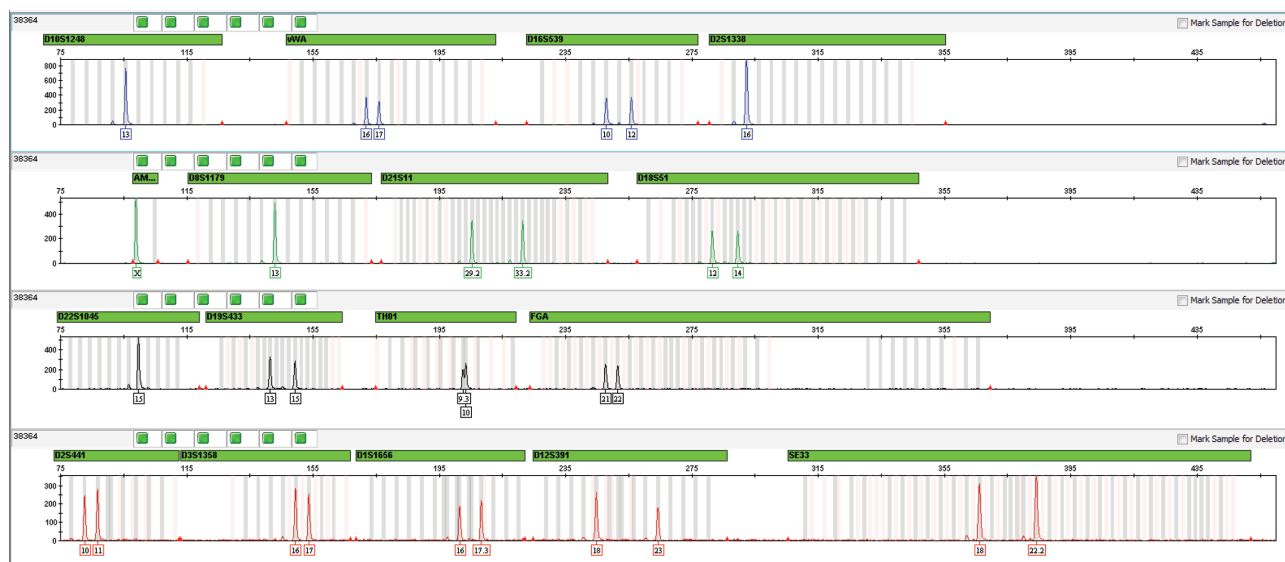 38364
Mark Sample for Deletion
D10S1248 vWA D16S539 D2S1338
75 115 155 195 235 275 315 355 395 435
800
600
400
200
0
13 16 17 10 12 16
38364
Mark Sample for Deletion
AM... D8S1179 D21S11 D18S51
75 115 155 195 235 275 315 355 395 435
400
200
0
13 29.2 33.2 12 14
38364
Mark Sample for Deletion
D22S1045 D19S433 TH01 FGA
75 115 155 195 235 275 315 355 395 435
400
200
0
15 13 15 9.3 21 22
10
38364
Mark Sample for Deletion
D2S441 D3S1358 D1S1656 D12S391 SE33
75 115 155 195 235 275 315 355 395 435
300
200
100
0
10 11 16 17 16 17.3 18 23 18 22.2